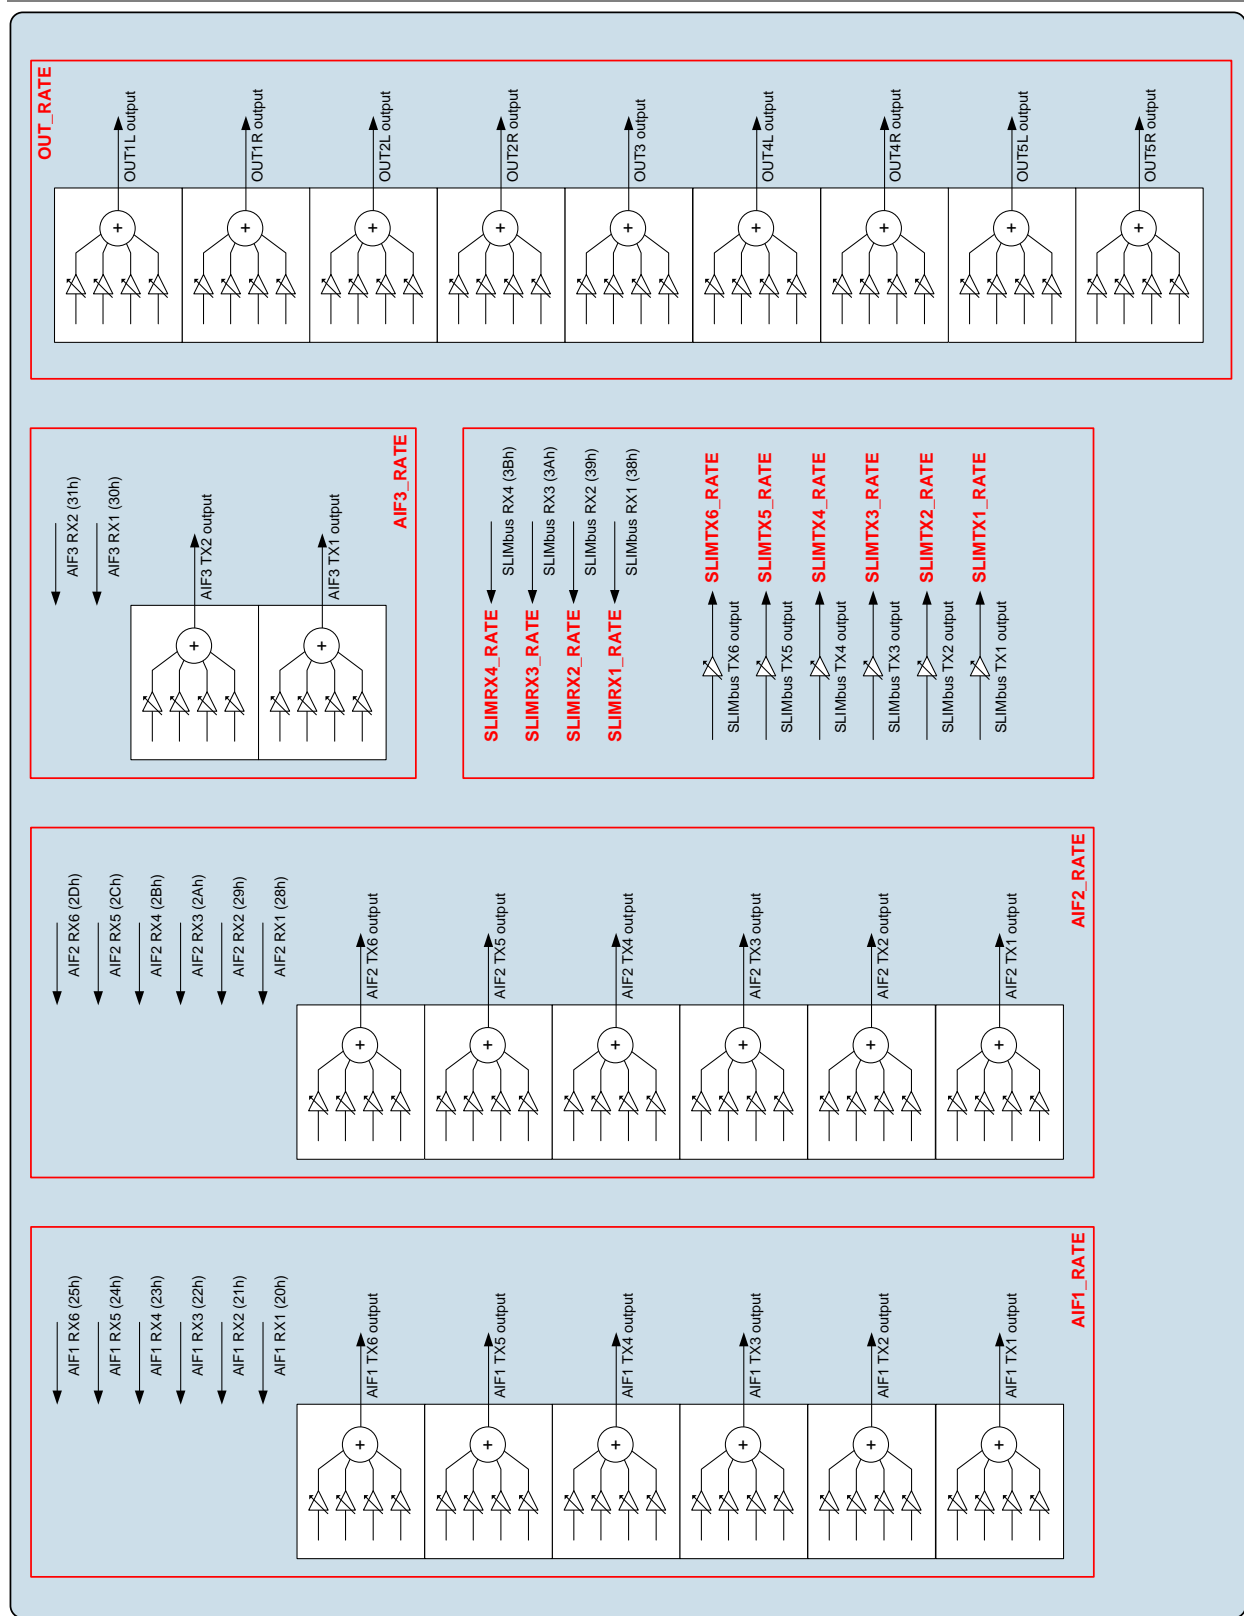 OUT_RATE
OUT1L output
OUT1R output
OUT2L output
OUT2R output
OUT3 output
OUT4L output
OUT4R output
OUT5L output
OUT5R output
AIF3 RX2 (31h)
AIF3 RX1 (30h)
AIF3 TX2 output
AIF3 TX1 output
AIF3_RATE
SLIMbus RX4 (3Bh)
SLIMbus RX3 (3Ah)
SLIMbus RX2 (39h)
SLIMbus RX1 (38h)
SLIMRX4_RATE
SLIMRX3_RATE
SLIMRX2_RATE
SLIMRX1_RATE
SLIMTX6_RATE
SLIMTX5_RATE
SLIMTX4_RATE
SLIMTX3_RATE
SLIMTX2_RATE
SLIMTX1_RATE
SLIMbus TX6 output
SLIMbus TX5 output
SLIMbus TX4 output
SLIMbus TX3 output
SLIMbus TX2 output
SLIMbus TX1 output
AIF2 RX6 (2Dh)
AIF2 RX5 (2Ch)
AIF2 RX4 (2Bh)
AIF2 RX3 (2Ah)
AIF2 RX2 (29h)
AIF2 RX1 (28h)
AIF2 TX6 output
AIF2 TX5 output
AIF2 TX4 output
AIF2 TX3 output
AIF2 TX2 output
AIF2 TX1 output
AIF2_RATE
AIF1 RX6 (25h)
AIF1 RX5 (24h)
AIF1 RX4 (23h)
AIF1 RX3 (22h)
AIF1 RX2 (21h)
AIF1 RX1 (20h)
AIF1 TX6 output
AIF1 TX5 output
AIF1 TX4 output
AIF1 TX3 output
AIF1 TX2 output
AIF1 TX1 output
AIF1_RATE